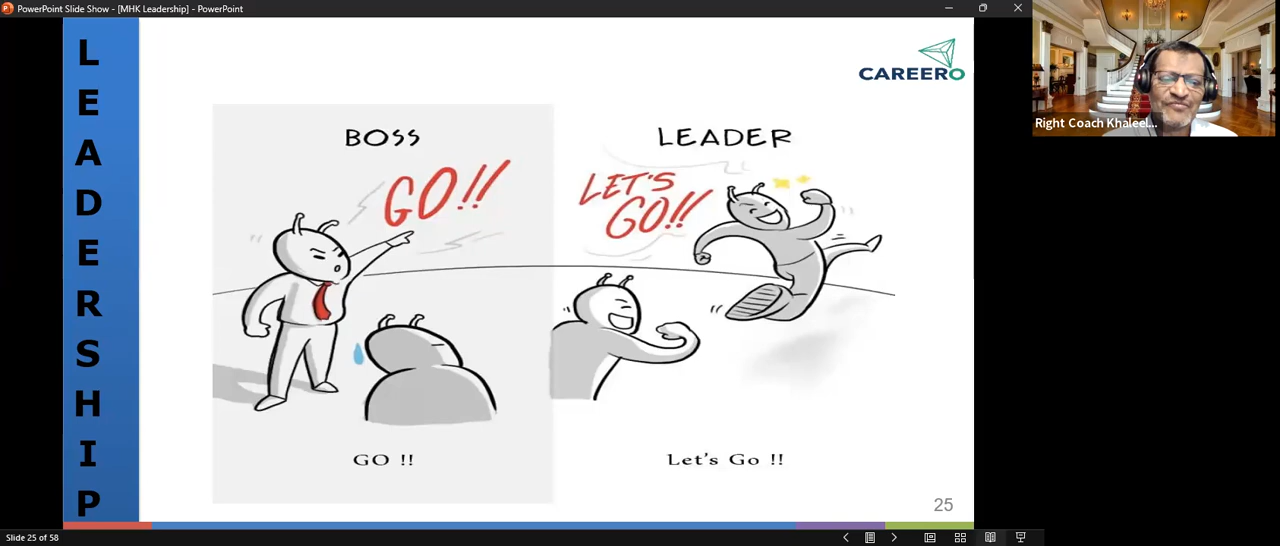 PowerPoint Slide Show - [MHK Leadership] - PowerPoint
LEADERSHIP
CAREERO
BOSS
GO!!
GO !!
LEADER
LET'S
GO!!
Let's Go !!
25
Right Coach Khaleel...
Slide 25 of 58